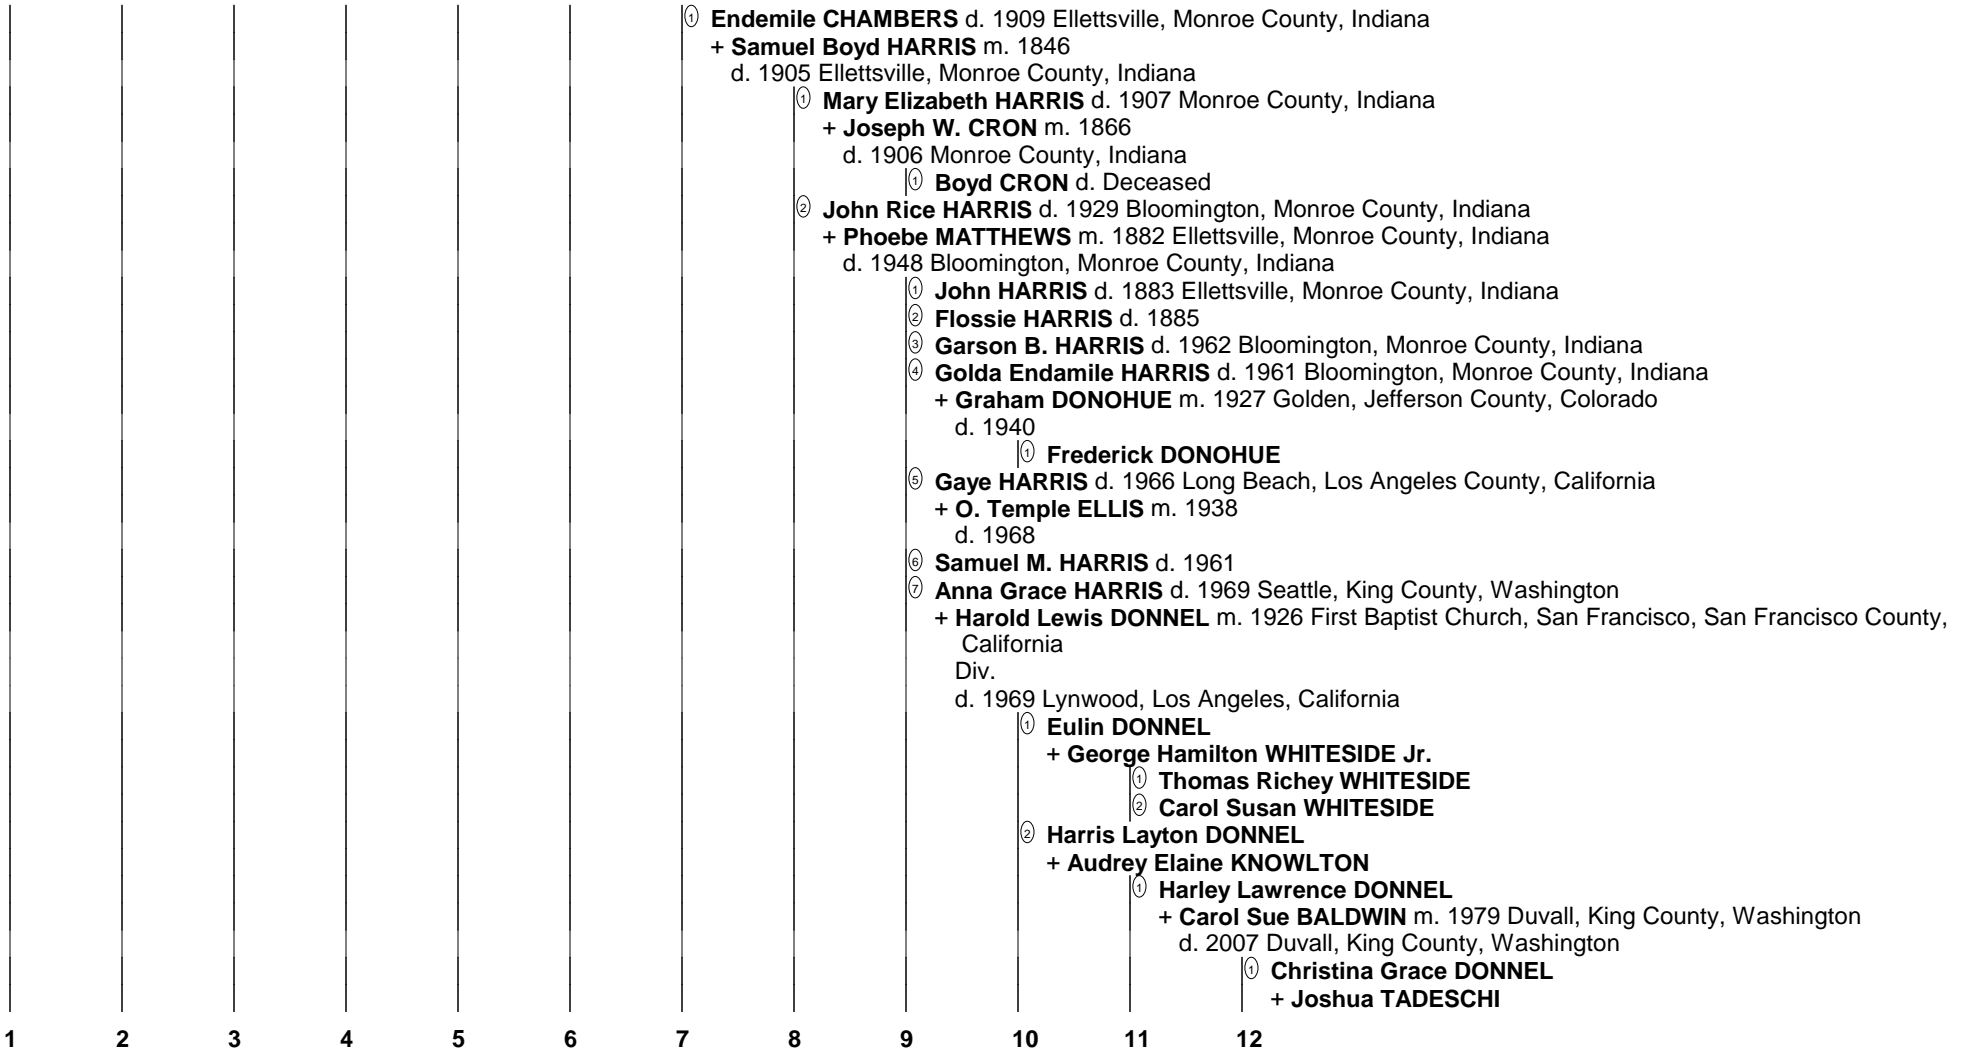 ① Endemile CHAMBERS d. 1909 Ellettsville, Monroe County, Indiana
+ Samuel Boyd HARRIS m. 1846
d. 1905 Ellettsville, Monroe County, Indiana
① Mary Elizabeth HARRIS d. 1907 Monroe County, Indiana
+ Joseph W. CRON m. 1866
d. 1906 Monroe County, Indiana
① Boyd CRON d. Deceased
② John Rice HARRIS d. 1929 Bloomington, Monroe County, Indiana
+ Phoebe MATTHEWS m. 1882 Ellettsville, Monroe County, Indiana
d. 1948 Bloomington, Monroe County, Indiana
① John HARRIS d. 1883 Ellettsville, Monroe County, Indiana
② Flossie HARRIS d. 1885
③ Garson B. HARRIS d. 1962 Bloomington, Monroe County, Indiana
④ Golda Endamile HARRIS d. 1961 Bloomington, Monroe County, Indiana
+ Graham DONOHUE m. 1927 Golden, Jefferson County, Colorado
d. 1940
① Frederick DONOHUE
⑤ Gaye HARRIS d. 1966 Long Beach, Los Angeles County, California
+ O. Temple ELLIS m. 1938
d. 1968
⑥ Samuel M. HARRIS d. 1961
⑦ Anna Grace HARRIS d. 1969 Seattle, King County, Washington
+ Harold Lewis DONNEL m. 1926 First Baptist Church, San Francisco, San Francisco County,
California
Div.
d. 1969 Lynwood, Los Angeles, California
① Eulin DONNEL
+ George Hamilton WHITESIDE Jr.
① Thomas Richey WHITESIDE
② Carol Susan WHITESIDE
② Harris Layton DONNEL
+ Audrey Elaine KNOWLTON
① Harley Lawrence DONNEL
+ Carol Sue BALDWIN m. 1979 Duvall, King County, Washington
d. 2007 Duvall, King County, Washington
① Christina Grace DONNEL
+ Joshua TADESCHI
1 2 3 4 5 6 7 8 9 10 11 12